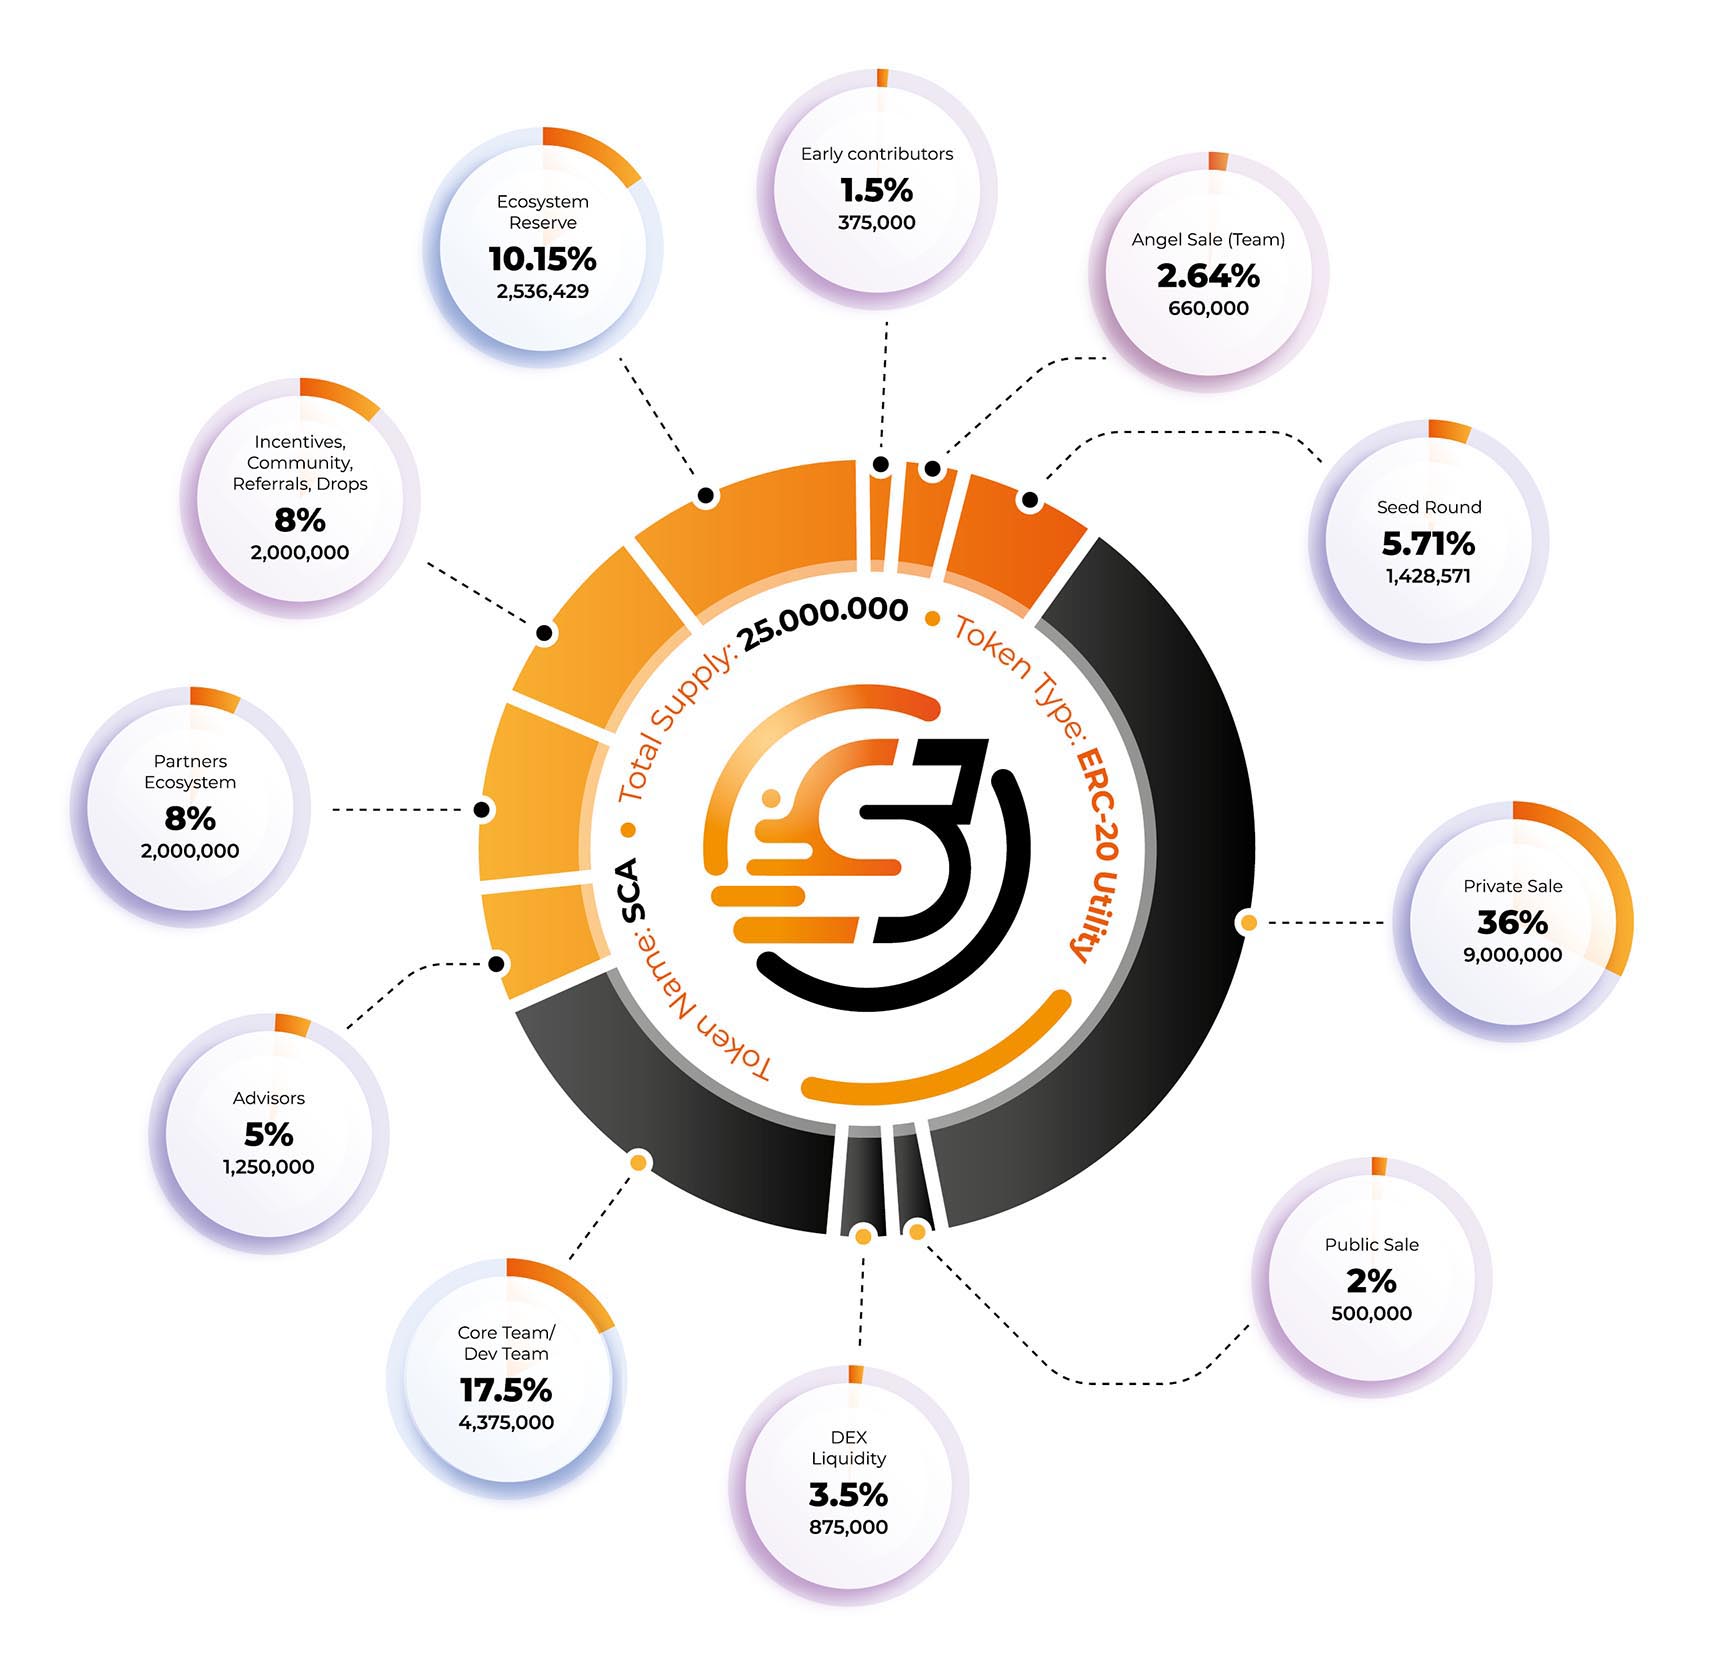 Early contributors
1.5%
375,000
Angel Sale (Team)
2.64%
660,000
Seed Round
5.71%
1,428,571
Private Sale
36%
9,000,000
Public Sale
2%
500,000
DEX
Liquidity
3.5%
875,000
Core Team/
Dev Team
17.5%
4,375,000
Advisors
5%
1,250,000
Partners
Ecosystem
8%
2,000,000
Incentives,
Community,
Referrals, Drops
8%
2,000,000
Ecosystem
Reserve
10.15%
2,536,429
Token Name: SCA • Total Supply: 25.000.000 • Token Type: ERC-20 Utility